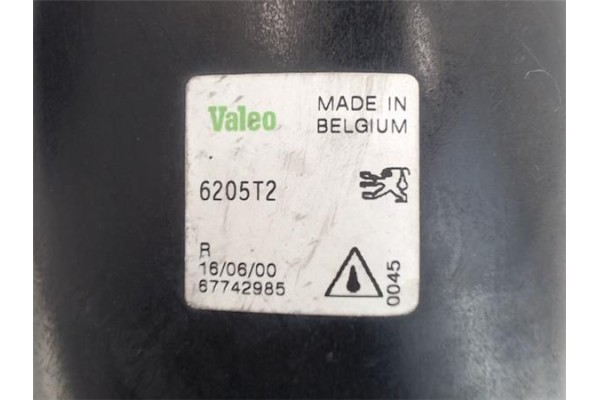 Valeo
MADE IN
BELGIUM
6205T2
R
16/06/00
67742985
0045